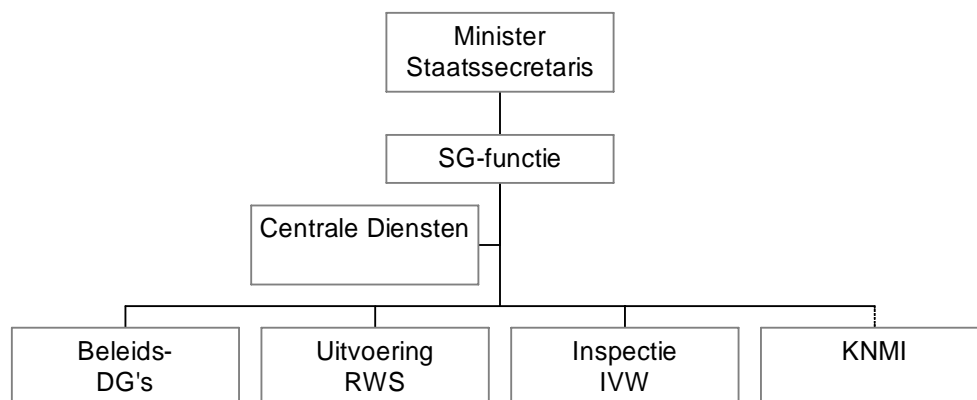 Minister
Staatssecretaris
SG-functie
Centrale Diensten
Beleids-
DG's
Uitvoering
RWS
Inspectie
IVW
KNMI